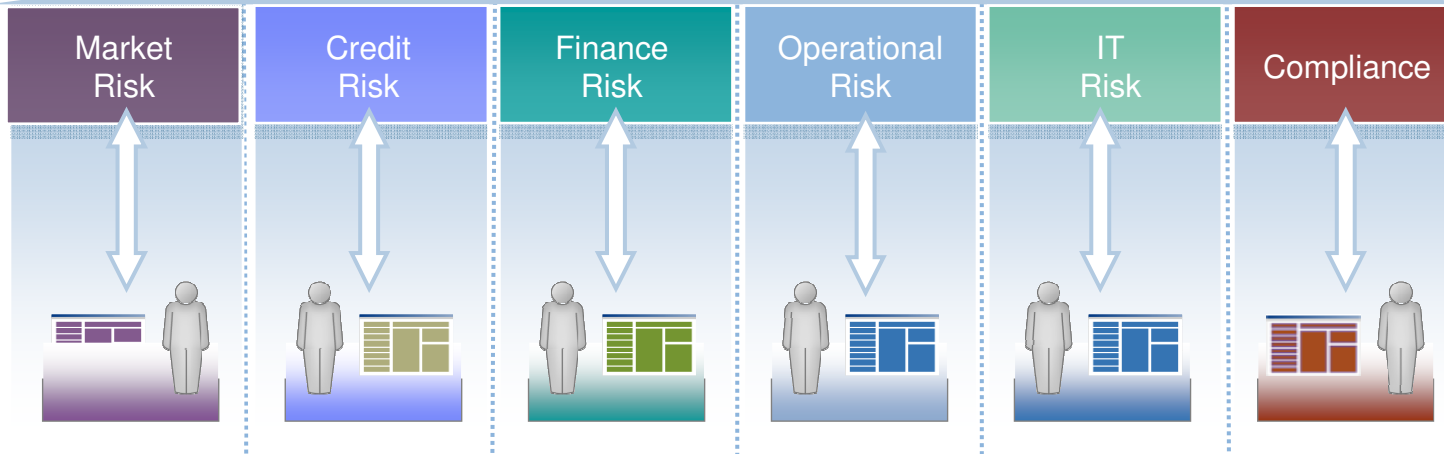 Market
Risk
Credit
Risk
Finance
Risk
Operational
Risk
IT
Risk
Compliance